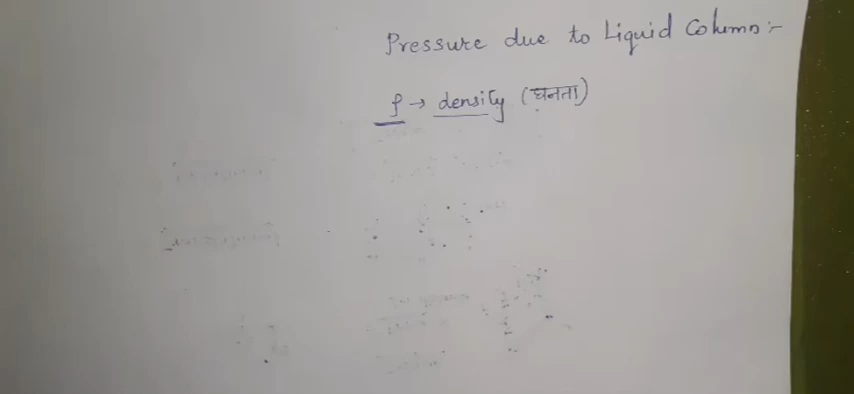 Pressure due to Liquid Column:-
ρ → density (घनता)